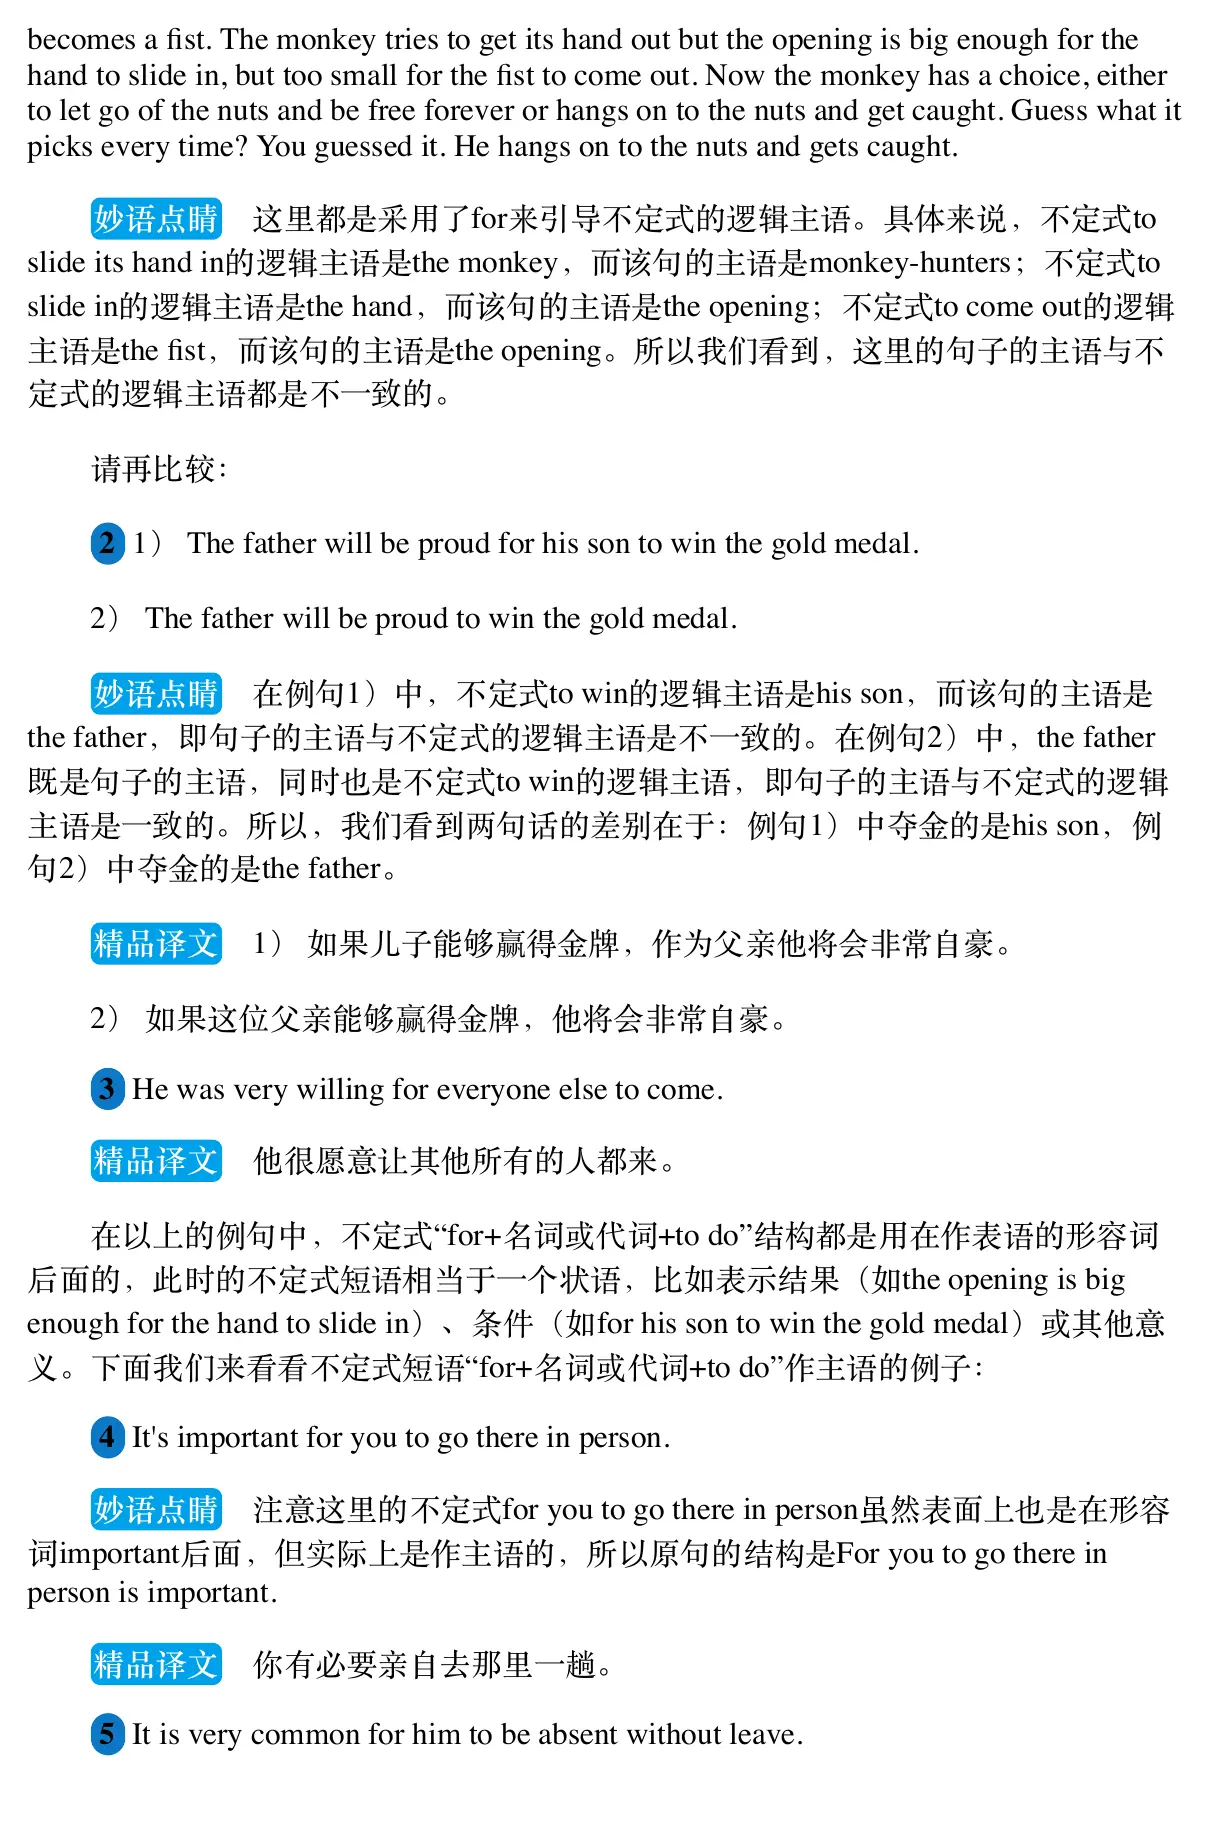 becomes a fist. The monkey tries to get its hand out but the opening is big enough for the
hand to slide in, but too small for the fist to come out. Now the monkey has a choice, either
to let go of the nuts and be free forever or hangs on to the nuts and get caught. Guess what it
picks every time? You guessed it. He hangs on to the nuts and gets caught.
妙语点睛 这里都是采用了for来引导不定式的逻辑主语。具体来说，不定式to
slide its hand in的逻辑主语是the monkey，而该句的主语是monkey-hunters；不定式to
slide in的逻辑主语是the hand，而该句的主语是the opening；不定式to come out的逻辑
主语是the fist，而该句的主语是the opening。所以我们看到，这里的句子的主语与不
定式的逻辑主语都是不一致的。
请再比较：
2 1） The father will be proud for his son to win the gold medal.
2） The father will be proud to win the gold medal.
妙语点睛 在例句1）中，不定式to win的逻辑主语是his son，而该句的主语是
the father，即句子的主语与不定式的逻辑主语是不一致的。在例句2）中，the father
既是句子的主语，同时也是不定式to win的逻辑主语，即句子的主语与不定式的逻辑
主语是一致的。所以，我们看到两句话的差别在于：例句1）中夺金的是his son，例
句2）中夺金的是the father。
精品译文 1） 如果儿子能够赢得金牌，作为父亲他将会非常自豪。
2） 如果这位父亲能够赢得金牌，他将会非常自豪。
3 He was very willing for everyone else to come.
精品译文 他很愿意让其他所有的人都来。
在以上的例句中，不定式“for+名词或代词+to do”结构都是用在作表语的形容词
后面的，此时的不定式短语相当于一个状语，比如表示结果（如the opening is big
enough for the hand to slide in）、条件（如for his son to win the gold medal）或其他意
义。下面我们来看看不定式短语“for+名词或代词+to do”作主语的例子：
4 It's important for you to go there in person.
妙语点睛 注意这里的不定式for you to go there in person虽然表面上也是在形容
词important后面，但实际上是作主语的，所以原句的结构是For you to go there in
person is important.
精品译文 你有必要亲自去那里一趟。
5 It is very common for him to be absent without leave.